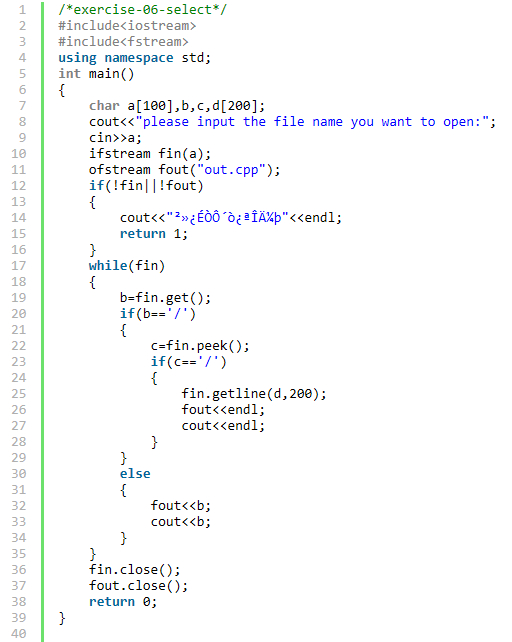 1 /*exercise-06-select*/
2 #include<iostream>
3 #include<fstream>
4 using namespace std;
5 int main()
6 {
7 char a[100],b,c,d[200];
8 cout<<"please input the file name you want to open:";
9 cin>>a;
10 ifstream fin(a);
11 ofstream fout("out.cpp");
12 if(!fin||!fout)
13 {
14 cout<<"²»¿ÉÒÔ´ò¿ªÎÄ¼þ"<<endl;
15 return 1;
16 }
17 while(fin)
18 {
19 b=fin.get();
20 if(b=='/')
21 {
22 c=fin.peek();
23 if(c=='/')
24 {
25 fin.getline(d,200);
26 fout<<endl;
27 cout<<endl;
28 }
29 }
30 else
31 {
32 fout<<b;
33 cout<<b;
34 }
35 }
36 fin.close();
37 fout.close();
38 return 0;
39 }
40